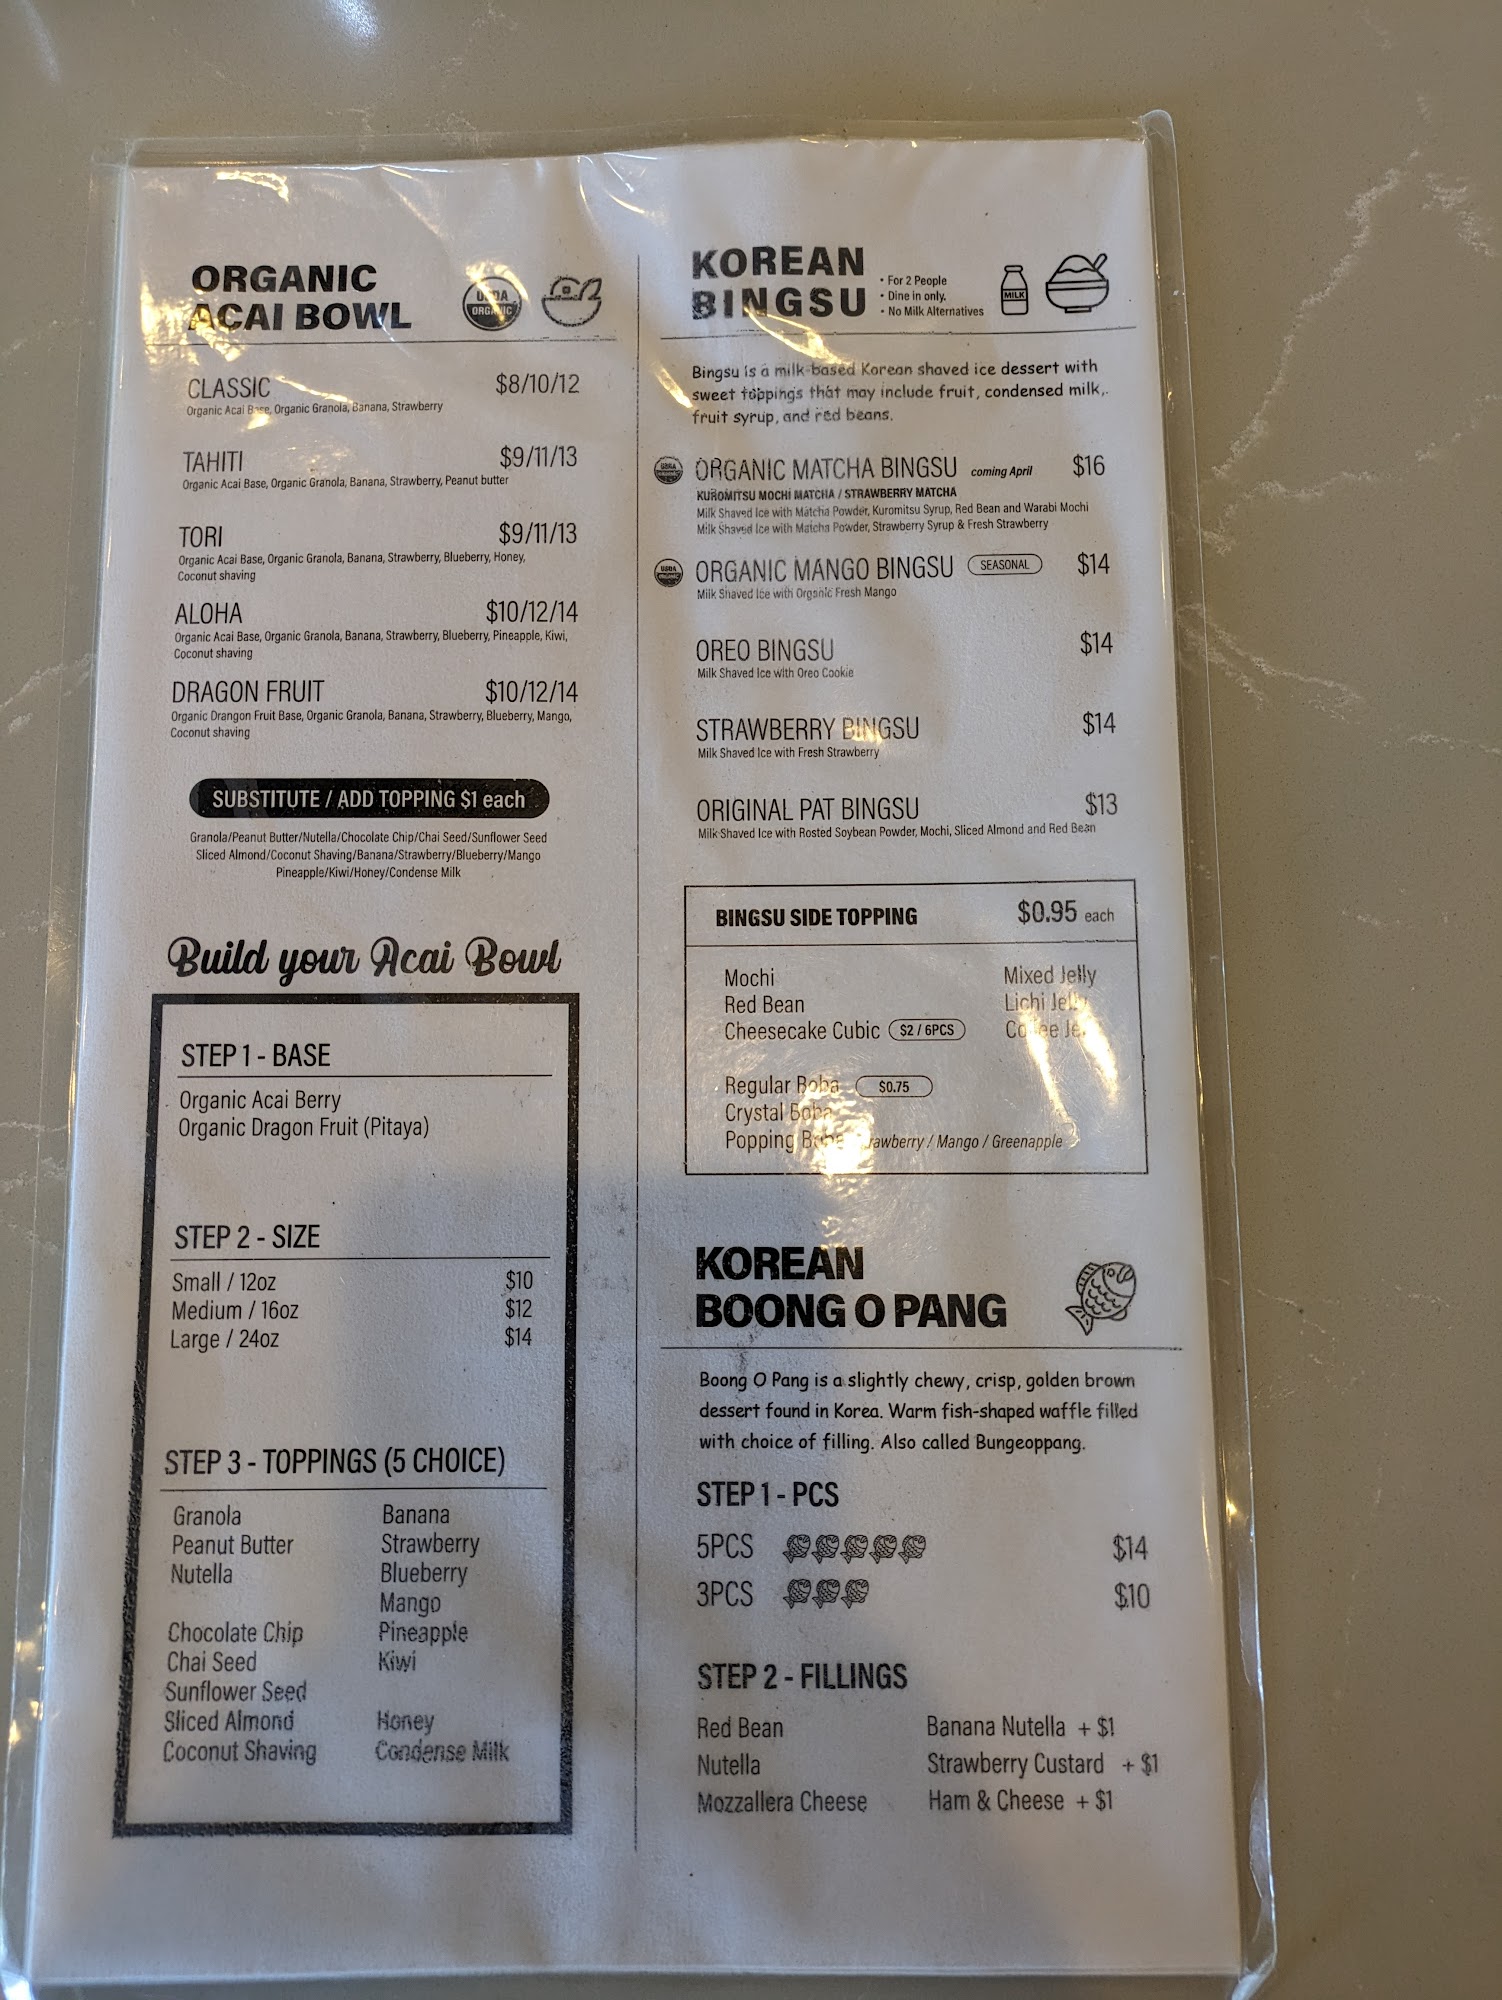 ORGANIC
ACAI BOWL
USDA
ORGANIC
CLASSIC $8/10/12
Organic Acai Base, Organic Granola, Banana, Strawberry
TAHITI $9/11/13
Organic Acai Base, Organic Granola, Banana, Strawberry, Peanut butter
TORI $9/11/13
Organic Acai Base, Organic Granola, Banana, Strawberry, Blueberry, Honey,
Coconut shaving
ALOHA $10/12/14
Organic Acai Base, Organic Granola, Banana, Strawberry, Blueberry, Pineapple, Kiwi,
Coconut shaving
DRAGON FRUIT $10/12/14
Organic Drangon Fruit Base, Organic Granola, Banana, Strawberry, Blueberry, Mango,
Coconut shaving
SUBSTITUTE / ADD TOPPING $1 each
Granola/Peanut Butter/Nutella/Chocolate Chip/Chai Seed/Sunflower Seed
Sliced Almond/Coconut Shaving/Banana/Strawberry/Blueberry/Mango
Pineapple/Kiwi/Honey/Condense Milk
Build your Acai Bowl
STEP 1 - BASE
Organic Acai Berry
Organic Dragon Fruit (Pitaya)
STEP 2 - SIZE
Small / 12oz $10
Medium / 16oz $12
Large / 24oz $14
STEP 3 - TOPPINGS (5 CHOICE)
Granola Banana
Peanut Butter Strawberry
Nutella Blueberry
Mango
Chocolate Chip Pineapple
Chai Seed Kiwi
Sunflower Seed
Sliced Almond Honey
Coconut Shaving Condense Milk
KOREAN
BINGSU
• For 2 People
• Dine in only.
• No Milk Alternatives
MILK
Bingsu is a milk-based Korean shaved ice dessert with
sweet toppings that may include fruit, condensed milk,
fruit syrup, and red beans.
USDA ORGANIC
ORGANIC MATCHA BINGSU coming April $16
KUROMITSU MOCHI MATCHA / STRAWBERRY MATCHA
Milk Shaved Ice with Matcha Powder, Kuromitsu Syrup, Red Bean and Warabi Mochi
Milk Shaved Ice with Matcha Powder, Strawberry Syrup & Fresh Strawberry
USDA ORGANIC
ORGANIC MANGO BINGSU SEASONAL $14
Milk Shaved Ice with Organic Fresh Mango
OREO BINGSU $14
Milk Shaved Ice with Oreo Cookie
STRAWBERRY BINGSU $14
Milk Shaved Ice with Fresh Strawberry
ORIGINAL PAT BINGSU $13
Milk Shaved Ice with Rosted Soybean Powder, Mochi, Sliced Almond and Red Bean
BINGSU SIDE TOPPING $0.95 each
Mochi Mixed Jelly
Red Bean Lichi Jelly
Cheesecake Cubic $2 / 6PCS Coffee
Regular Boba $0.75
Crystal Boba
Popping Boba / Mango / Greenapple
KOREAN
BOONG O PANG
Boong O Pang is a slightly chewy, crisp, golden brown
dessert found in Korea. Warm fish-shaped waffle filled
with choice of filling. Also called Bungeoppang.
STEP 1 - PCS
5PCS $14
3PCS $10
STEP 2 - FILLINGS
Red Bean Banana Nutella + $1
Nutella Strawberry Custard + $1
Mozzallera Cheese Ham & Cheese + $1